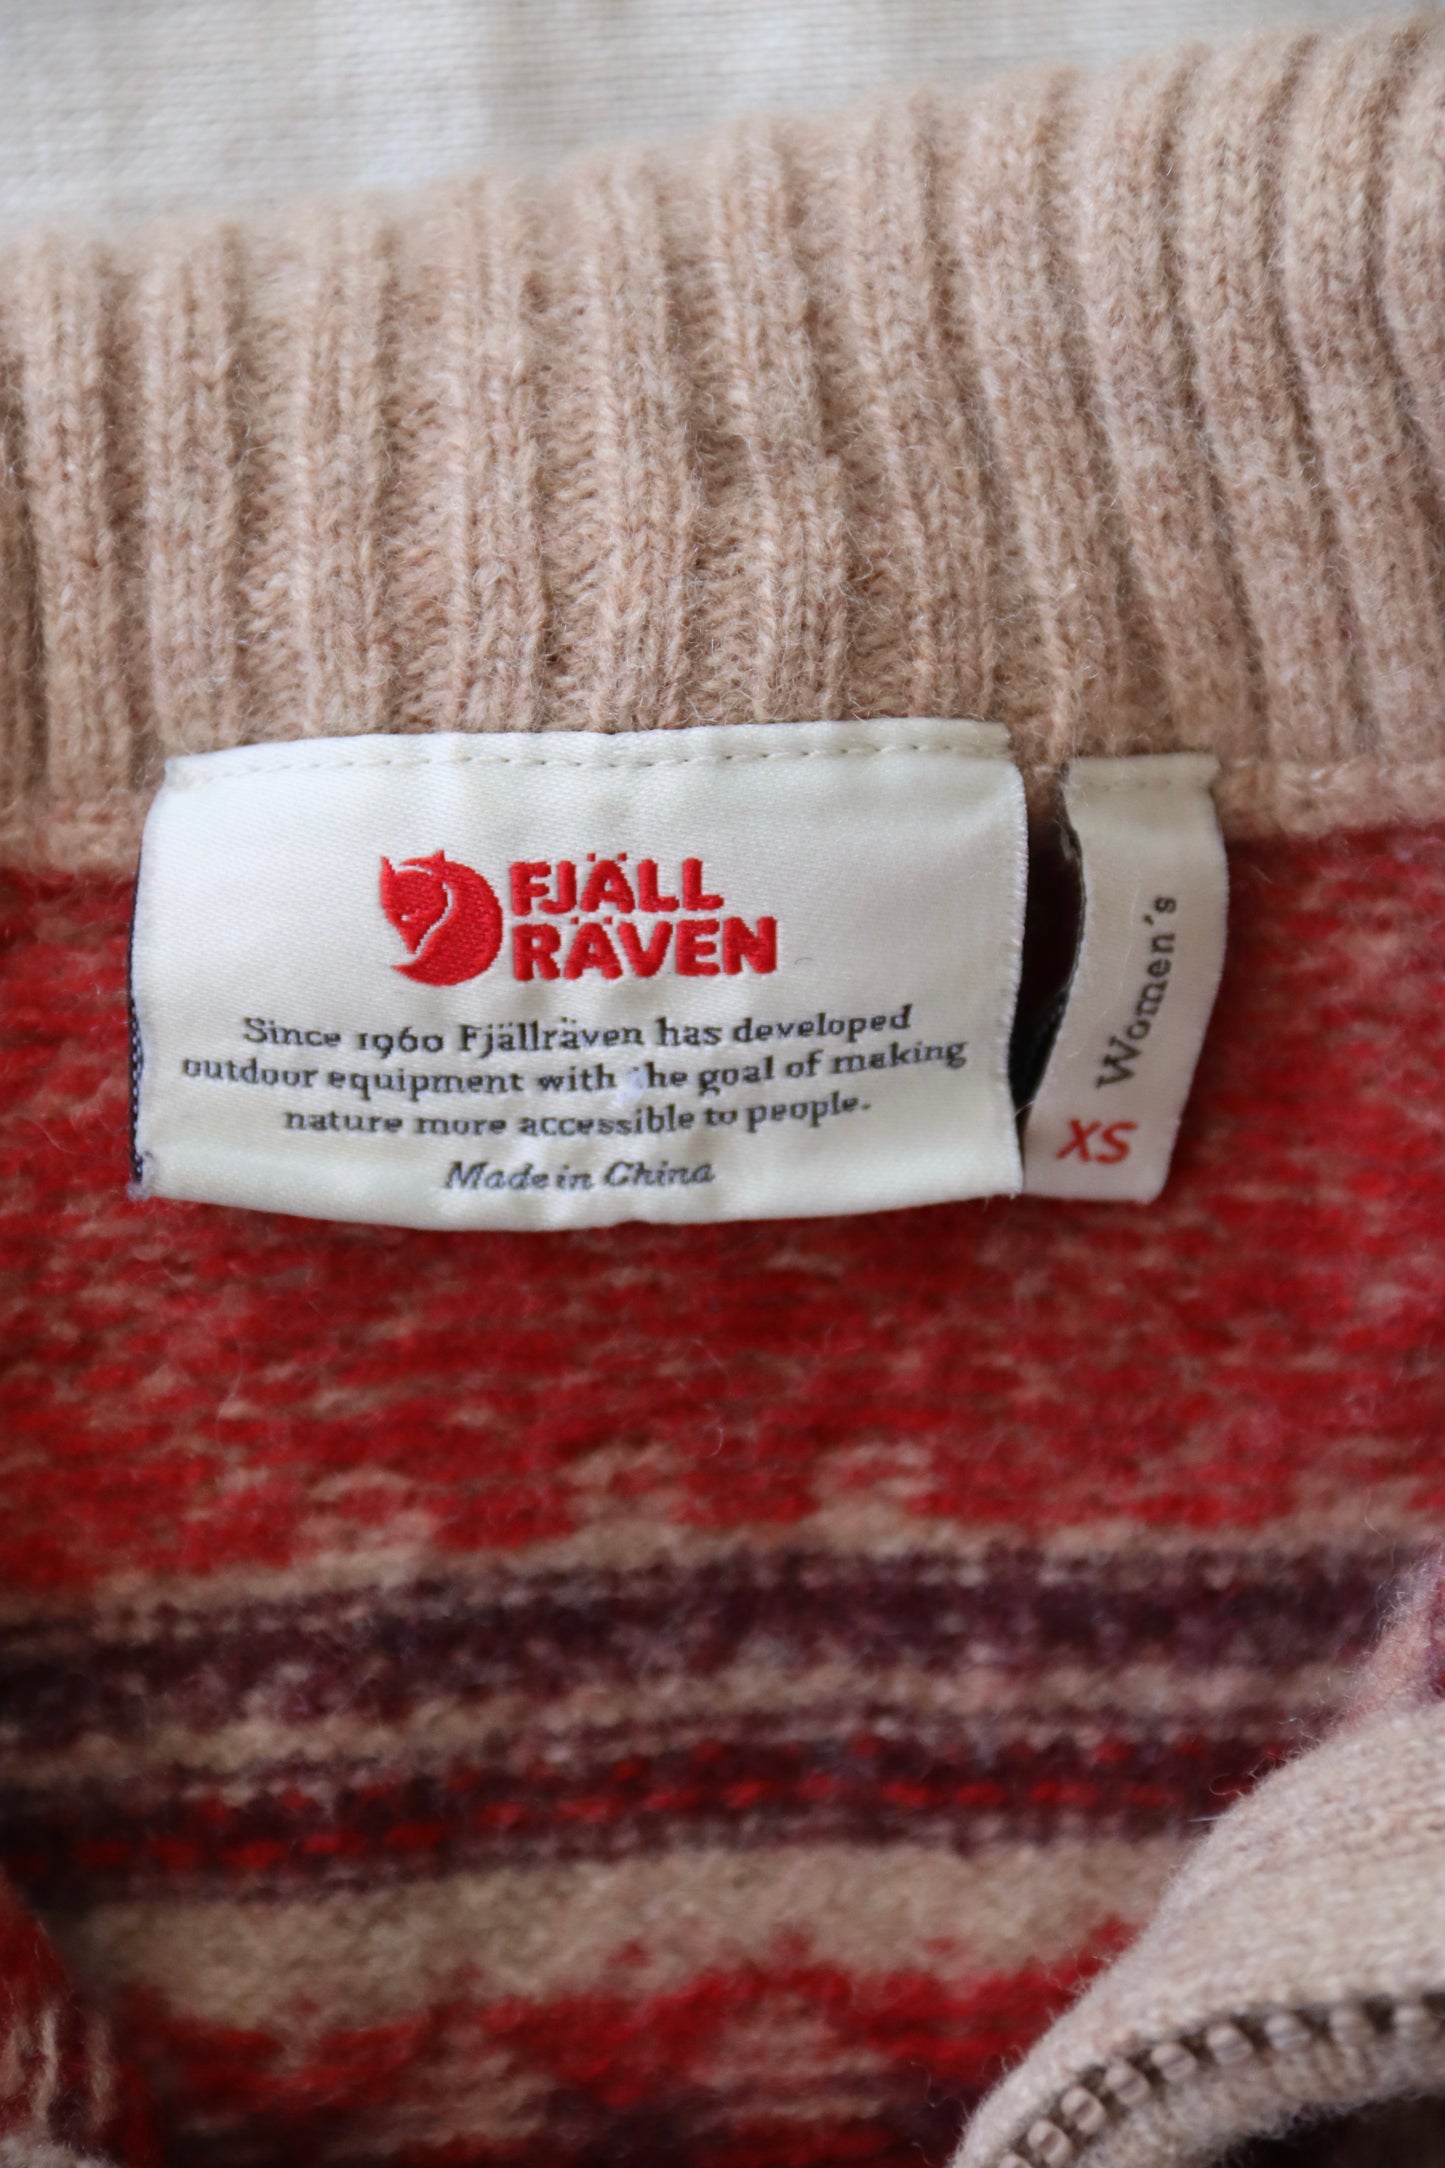 FJÄLL
RÄVEN
Since 1960 Fjällräven has developed
outdoor equipment with the goal of making
nature more accessible to people.
Made in China
Women's
XS